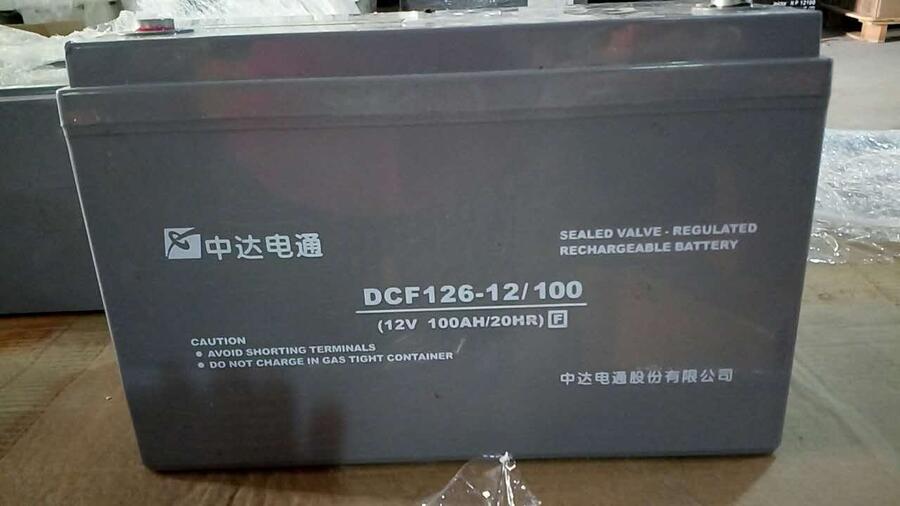 中达电通
SEALED VALVE - REGULATED
RECHARGEABLE BATTERY
DCF126-12/100
(12V 100AH/20HR) F
CAUTION
● AVOID SHORTING TERMINALS
● DO NOT CHARGE IN GAS TIGHT CONTAINER
中达电通股份有限公司